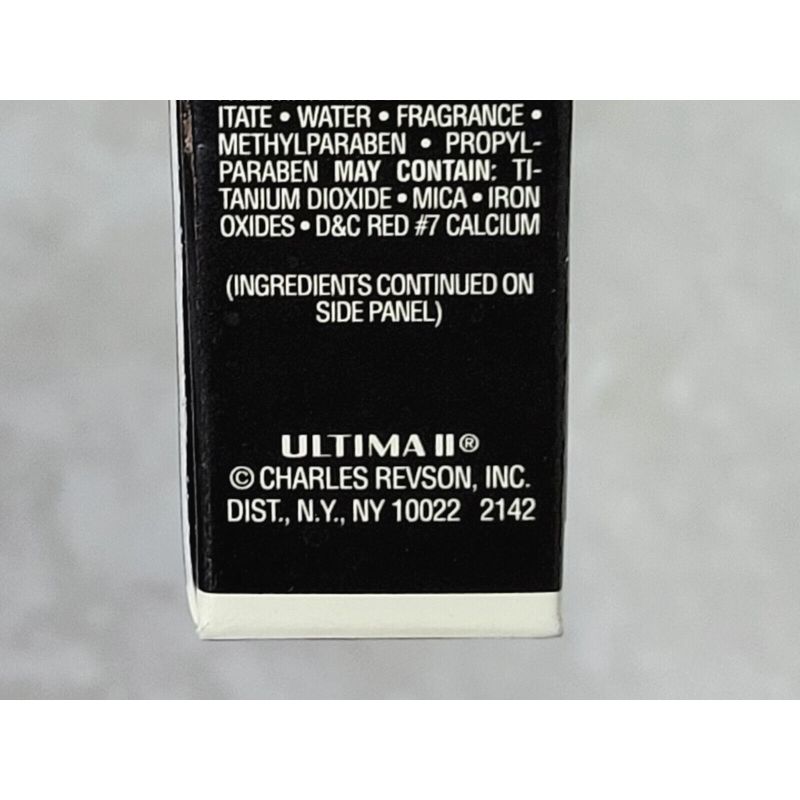 ITATE • WATER • FRAGRANCE •
METHYLPARABEN • PROPYL-
PARABEN MAY CONTAIN: TI-
TANIUM DIOXIDE • MICA • IRON
OXIDES • D&C RED #7 CALCIUM
(INGREDIENTS CONTINUED ON
SIDE PANEL)
ULTIMA II®
© CHARLES REVSON, INC.
DIST., N.Y., NY 10022 2142